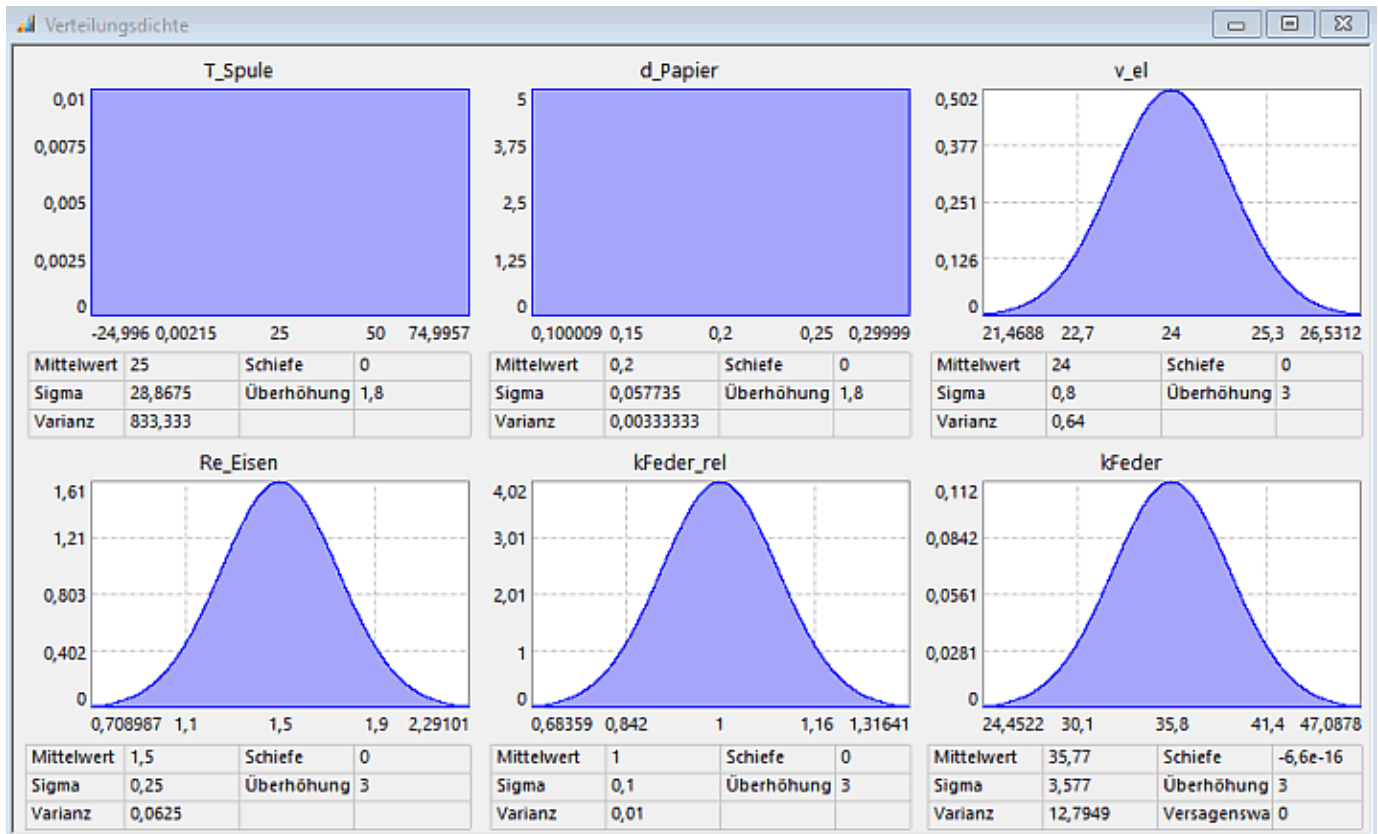 Verteilungsdichte
T_Spule
0,01
0,0075
0,005
0,0025
0
-24,996 0,00215 25 50 74,9957
Mittelwert 25 Schiefe 0
Sigma 28,8675 Überhöhung 1,8
Varianz 833,333
d_Papier
5
3,75
2,5
1,25
0
0,100009 0,15 0,2 0,25 0,29999
Mittelwert 0,2 Schiefe 0
Sigma 0,057735 Überhöhung 1,8
Varianz 0,00333333
v_el
0,502
0,377
0,251
0,126
0
21,4688 22,7 24 25,3 26,5312
Mittelwert 24 Schiefe 0
Sigma 0,8 Überhöhung 3
Varianz 0,64
Re_Eisen
1,61
1,21
0,803
0,402
0
0,708987 1,1 1,5 1,9 2,29101
Mittelwert 1,5 Schiefe 0
Sigma 0,25 Überhöhung 3
Varianz 0,0625
kFeder_rel
4,02
3,01
2,01
1
0
0,68359 0,842 1 1,16 1,31641
Mittelwert 1 Schiefe 0
Sigma 0,1 Überhöhung 3
Varianz 0,01
kFeder
0,112
0,0842
0,0561
0,0281
0
24,4522 30,1 35,8 41,4 47,0878
Mittelwert 35,77 Schiefe -6,6e-16
Sigma 3,577 Überhöhung 3
Varianz 12,7949 Versagenswa 0